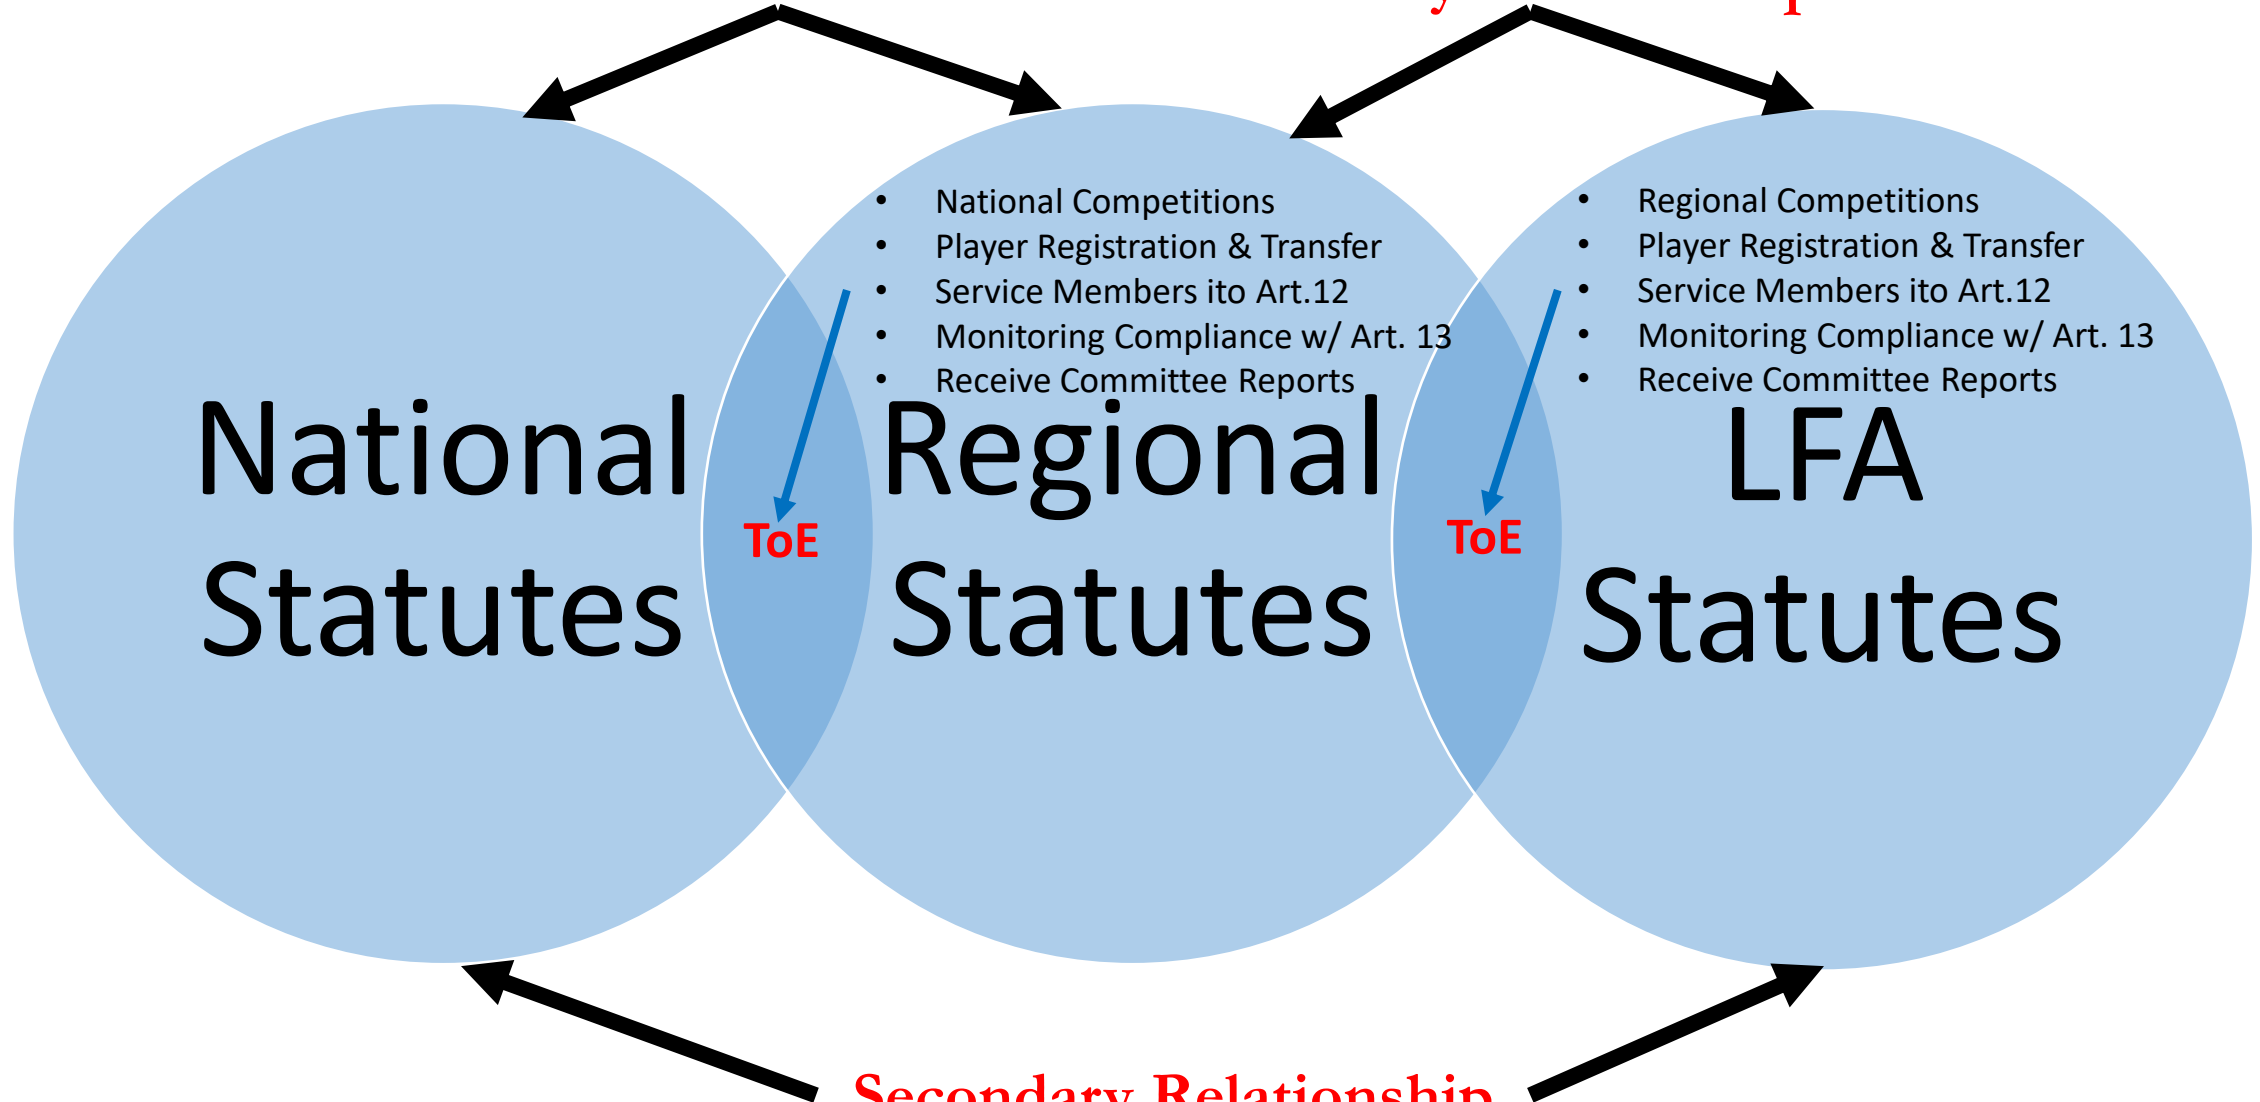 • National Competitions
• Player Registration & Transfer
• Service Members ito Art.12
• Monitoring Compliance w/ Art. 13
• Receive Committee Reports
• Regional Competitions
• Player Registration & Transfer
• Service Members ito Art.12
• Monitoring Compliance w/ Art. 13
• Receive Committee Reports
National
Statutes
ToE
Regional
Statutes
ToE
LFA
Statutes
Secondary Relationship